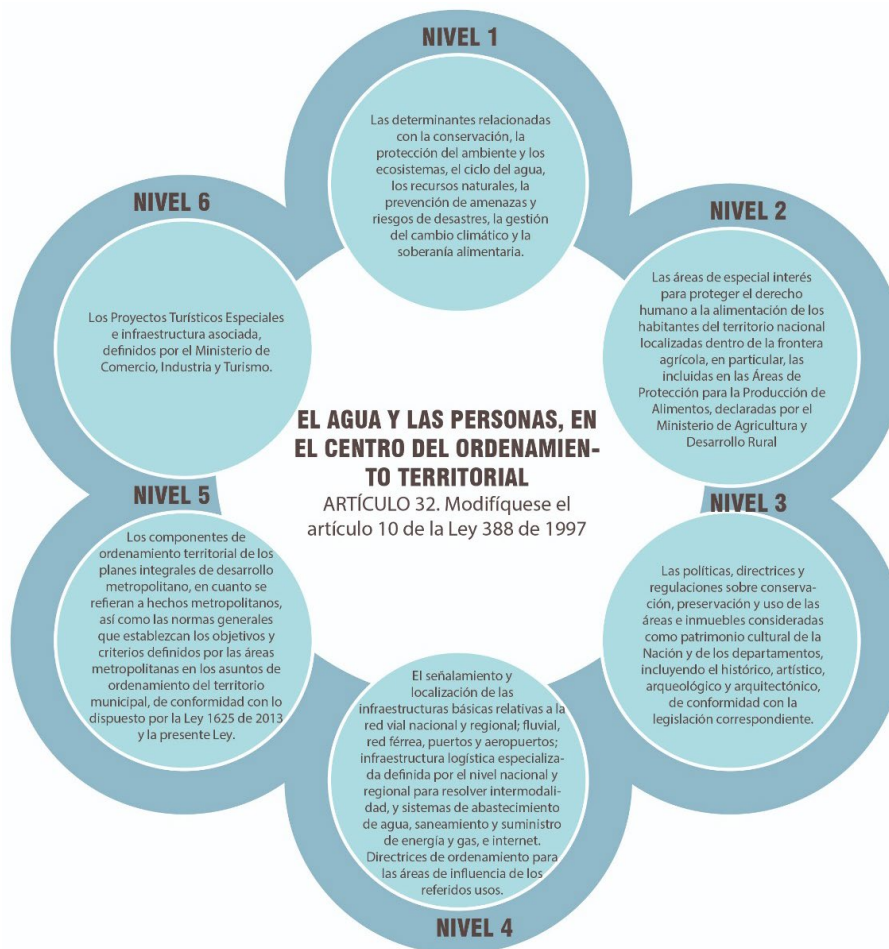 NIVEL 1
Las determinantes relacionadas
con la conservación, la
protección del ambiente y los
ecosistemas, el ciclo del agua,
los recursos naturales, la
prevención de amenazas y
riesgos de desastres, la gestión
del cambio climático y la
soberanía alimentaria.
NIVEL 2
Las áreas de especial interés
para proteger el derecho
humano a la alimentación de los
habitantes del territorio nacional
localizadas dentro de la frontera
agrícola, en particular, las
incluidas en las Áreas de
Protección para la Producción de
Alimentos, declaradas por el
Ministerio de Agricultura y
Desarrollo Rural
NIVEL 3
Las políticas, directrices y
regulaciones sobre conserva-
ción, preservación y uso de las
áreas e inmuebles consideradas
como patrimonio cultural de la
Nación y de los departamentos,
incluyendo el histórico, artístico,
arqueológico y arquitectónico,
de conformidad con la
legislación correspondiente.
El señalamiento y
localización de las
infraestructuras básicas relativas a la
red vial nacional y regional; fluvial,
red férrea, puertos y aeropuertos;
infraestructura logística especializa-
da definida por el nivel nacional y
regional para resolver intermodali-
dad, y sistemas de abastecimiento
de agua, saneamiento y suministro
de energía y gas, e internet.
Directrices de ordenamiento para
las áreas de influencia de los
referidos usos.
NIVEL 4
NIVEL 5
Los componentes de
ordenamiento territorial de los
planes integrales de desarrollo
metropolitano, en cuanto se
refieran a hechos metropolitanos,
así como las normas generales
que establezcan los objetivos y
criterios definidos por las áreas
metropolitanas en los asuntos de
ordenamiento del territorio
municipal, de conformidad con lo
dispuesto por la Ley 1625 de 2013
y la presente Ley.
NIVEL 6
Los Proyectos Turísticos Especiales
e infraestructura asociada,
definidos por el Ministerio de
Comercio, Industria y Turismo.
EL AGUA Y LAS PERSONAS, EN
EL CENTRO DEL ORDENAMIEN-
TO TERRITORIAL
ARTÍCULO 32. Modifíquese el
artículo 10 de la Ley 388 de 1997